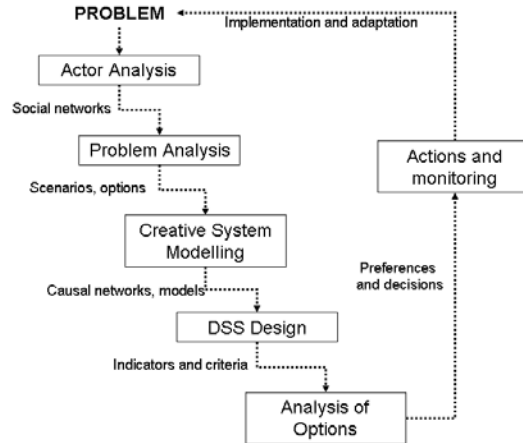 PROBLEM
Implementation and adaptation
Actor Analysis
Social networks
Problem Analysis
Actions and
monitoring
Scenarios, options
Creative System
Modelling
Preferences
and decisions
Causal networks, models
DSS Design
Indicators and criteria
Analysis of
Options